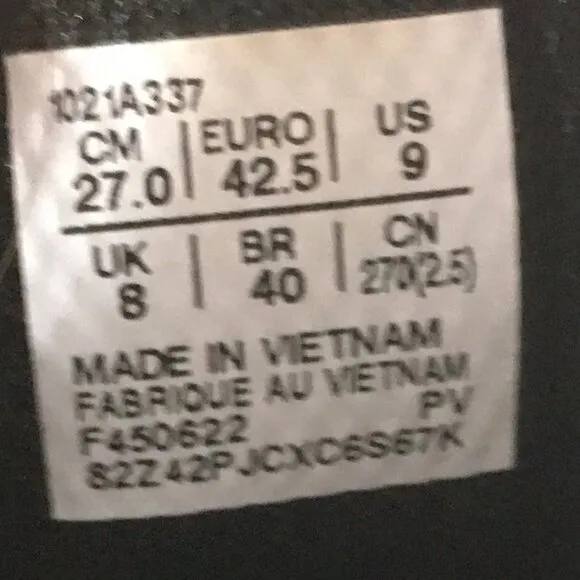 1021A337
CM | EURO | US
27.0 | 42.5 | 9
UK | BR | CN
8 | 40 | 270(2.5)
MADE IN VIETNAM
FABRIQUE AU VIETNAM
F450622 PV
82Z42PJCXC6S67K